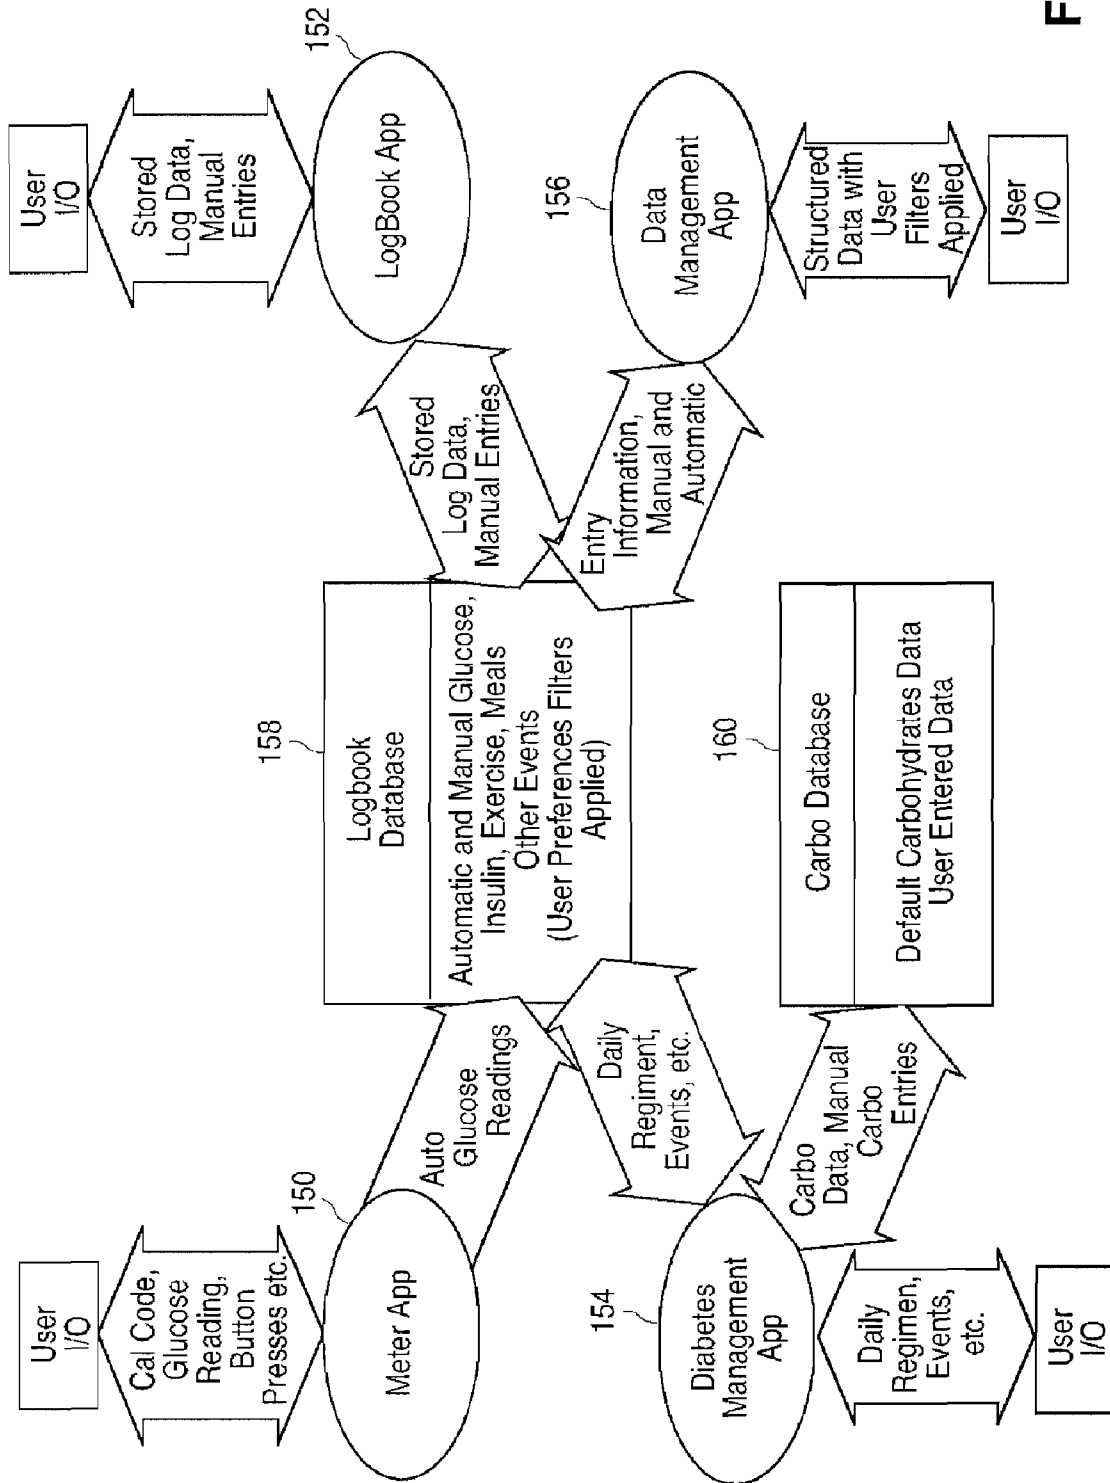 User
I/O
Cal Code,
Glucose
Reading,
Button
Presses etc.
150
Meter App
Auto
Glucose
Readings
158
Logbook
Database
Automatic and Manual Glucose,
Insulin, Exercise, Meals
Other Events
(User Preferences Filters
Applied)
Stored
Log Data,
Manual Entries
User
I/O
Stored
Log Data,
Manual
Entries
152
LogBook App
154
Diabetes
Management
App
Daily
Regiment,
Events, etc.
Carbo
Data, Manual
Carbo
Entries
Daily
Regimen,
Events,
etc.
User
I/O
160
Carbo Database
Default Carbohydrates Data
User Entered Data
Entry
Information,
Manual and
Automatic
156
Data
Management
App
Structured
Data with
User
Filters
Applied
User
I/O
F